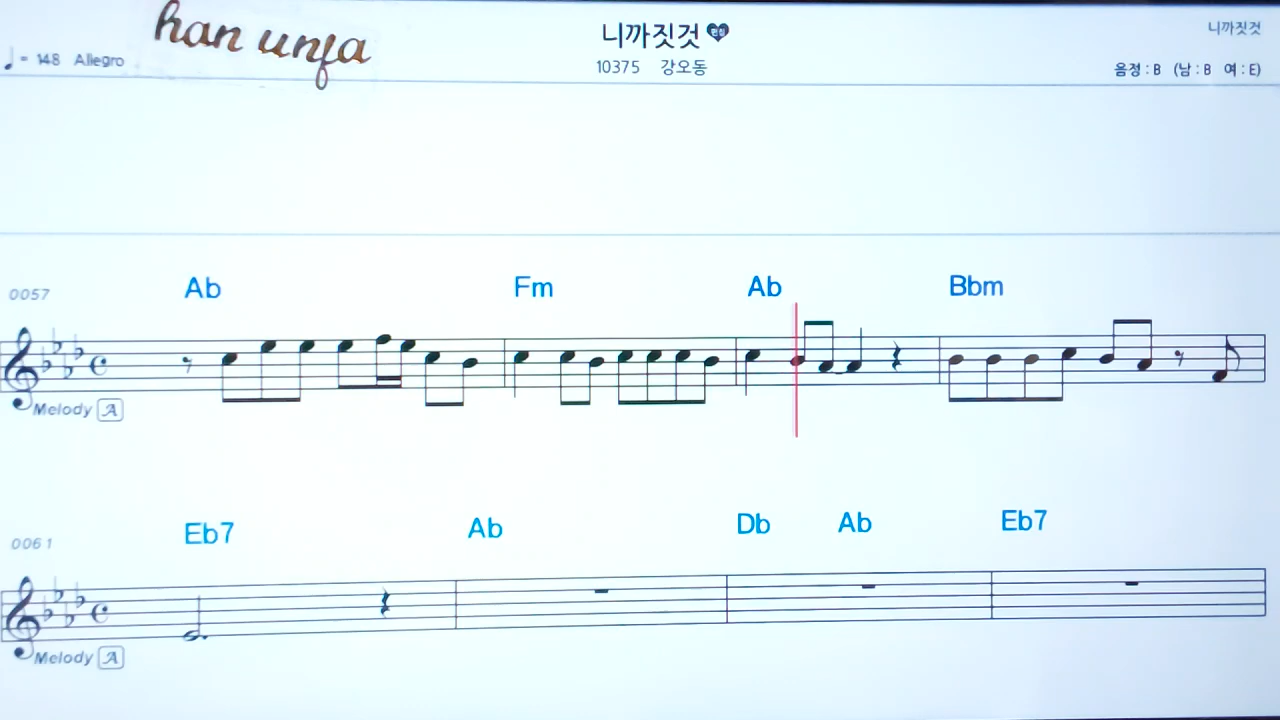 han unfa
니까짓것
니까짓것
♩ = 148 Allegro
10375 강오동
음정 : B (남 : B 여 : E)
0057
Ab Fm Ab Bbm
Melody A
0061
Eb7 Ab Db Ab Eb7
Melody A